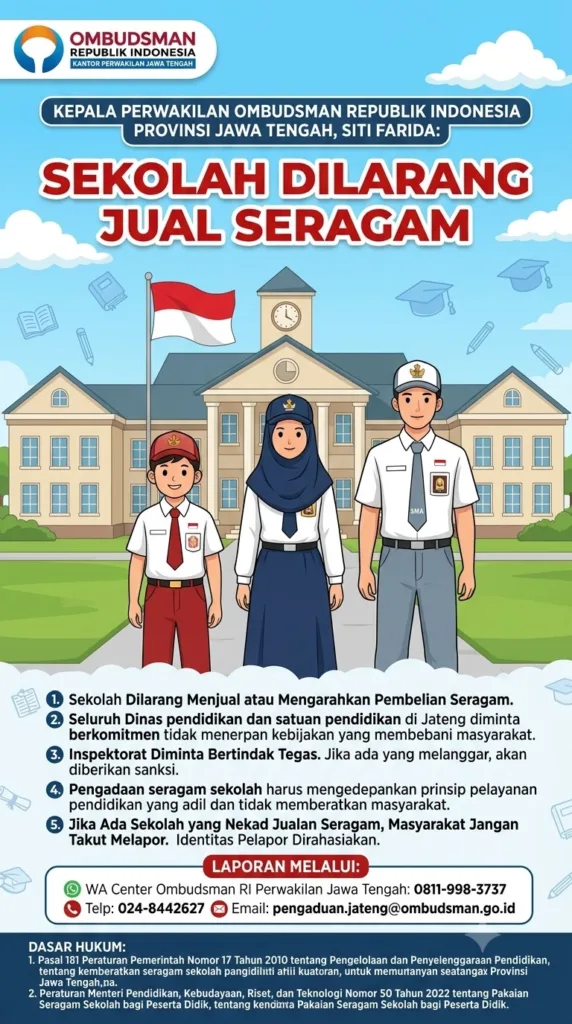 OMBUDSMAN
REPUBLIK INDONESIA
KANTOR PERWAKILAN JAWA TENGAH
KEPALA PERWAKILAN OMBUDSMAN REPUBLIK INDONESIA
PROVINSI JAWA TENGAH, SITI FARIDA:
SEKOLAH DILARANG
JUAL SERAGAM
SMA
1. Sekolah Dilarang Menjual atau Mengarahkan Pembelian Seragam.
2. Seluruh Dinas pendidikan dan satuan pendidikan di Jateng diminta
berkomitmen tidak menerpan kebijakan yang membebani masyarakat.
3. Inspektorat Diminta Bertindak Tegas. Jika ada yang melanggar, akan
diberikan sanksi.
4. Pengadaan seragam sekolah harus mengedepankan prinsip pelayanan
pendidikan yang adil dan tidak memberatkan masyarakat.
5. Jika Ada Sekolah yang Nekad Jualan Seragam, Masyarakat Jangan
Takut Melapor. Identitas Pelapor Dirahasiakan.
LAPORAN MELALUI:
WA Center Ombudsman RI Perwakilan Jawa Tengah: 0811-998-3737
Telp: 024-8442627 Email: pengaduan.jateng@ombudsman.go.id
DASAR HUKUM:
1. Pasal 181 Peraturan Pemerintah Nomor 17 Tahun 2010 tentang Pengelolaan dan Penyelenggaraan Pendidikan,
tentang kemberatkan seragam sekolah untuk Provinsi
Jawa Tengah,
2. Peraturan Menteri Pendidikan, Kebudayaan, Riset, dan Teknologi Nomor 50 Tahun 2022 tentang Pakaian
Seragam Sekolah bagi Peserta Didik, tentang Pakaian Seragam Sekolah bagi Peserta Didik.